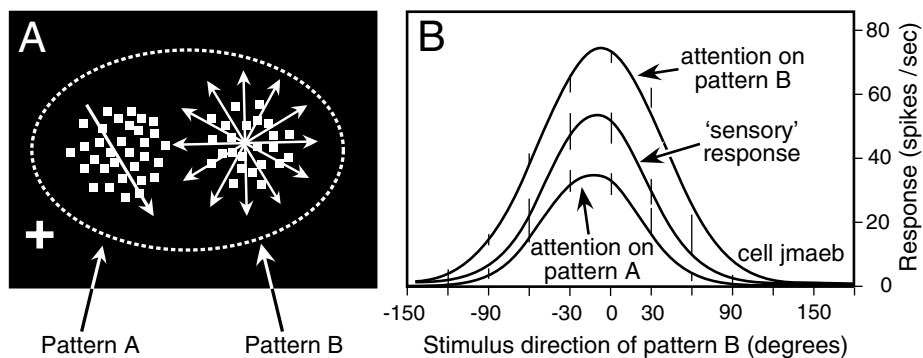 A
Pattern A
Pattern B
B
attention on
pattern B
'sensory'
response
attention on
pattern A
cell jmaeb
80
60
40
20
0
Response (spikes / sec)
-150 -90 -30 0 30 90 150
Stimulus direction of pattern B (degrees)